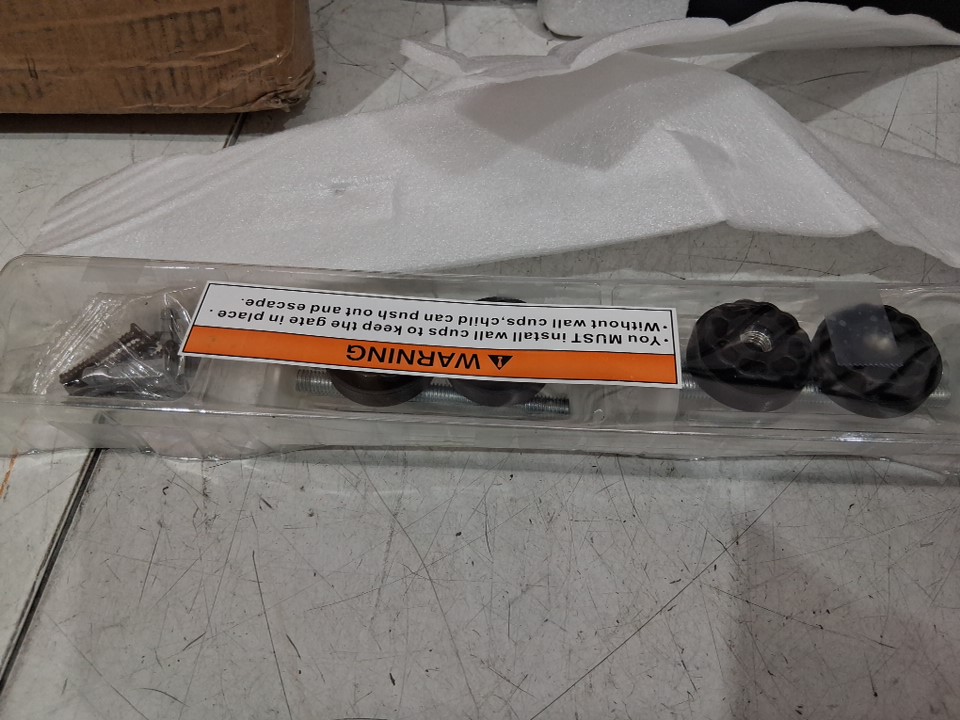 WARNING
• You MUST install wall cups to keep the gate in place.
• Without wall cups,child can push out and escape.